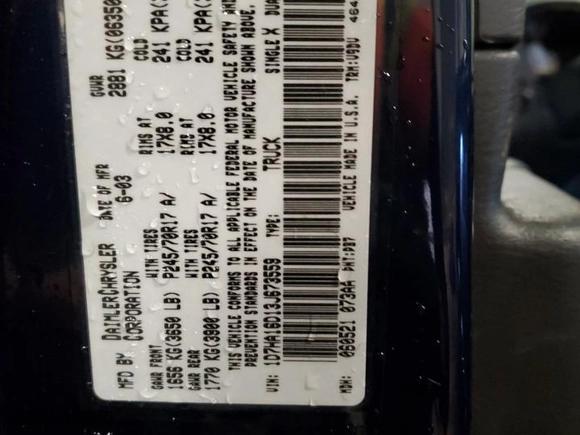 MFD BY DAIMLERCHRYSLER CORPORATION DATE OF MFR 6-03 GVWR 2881 KG(06350
GAWR FRONT WITH TIRES RIMS AT COLD
1656 KG(3650 LB) P245/70R17 A/ 17X8.0 241 KPA(3
GAWR REAR WITH TIRES RIMS AT COLD
1770 KG(3900 LB) P245/70R17 A/ 17X8.0 241 KPA(
THIS VEHICLE CONFORMS TO ALL APPLICABLE FEDERAL MOTOR VEHICLE SAFETY AND
PREVENTION STANDARDS IN EFFECT ON THE DATE OF MANUFACTURE SHOWN ABOVE.
VIN: 1D7HA16D13J673559 TYPE: TRUCK SINGLE X DUA
MDH: 060521 073AA PNT:PB7 VEHICLE MADE IN U.S.A. TRM:V9DV 464